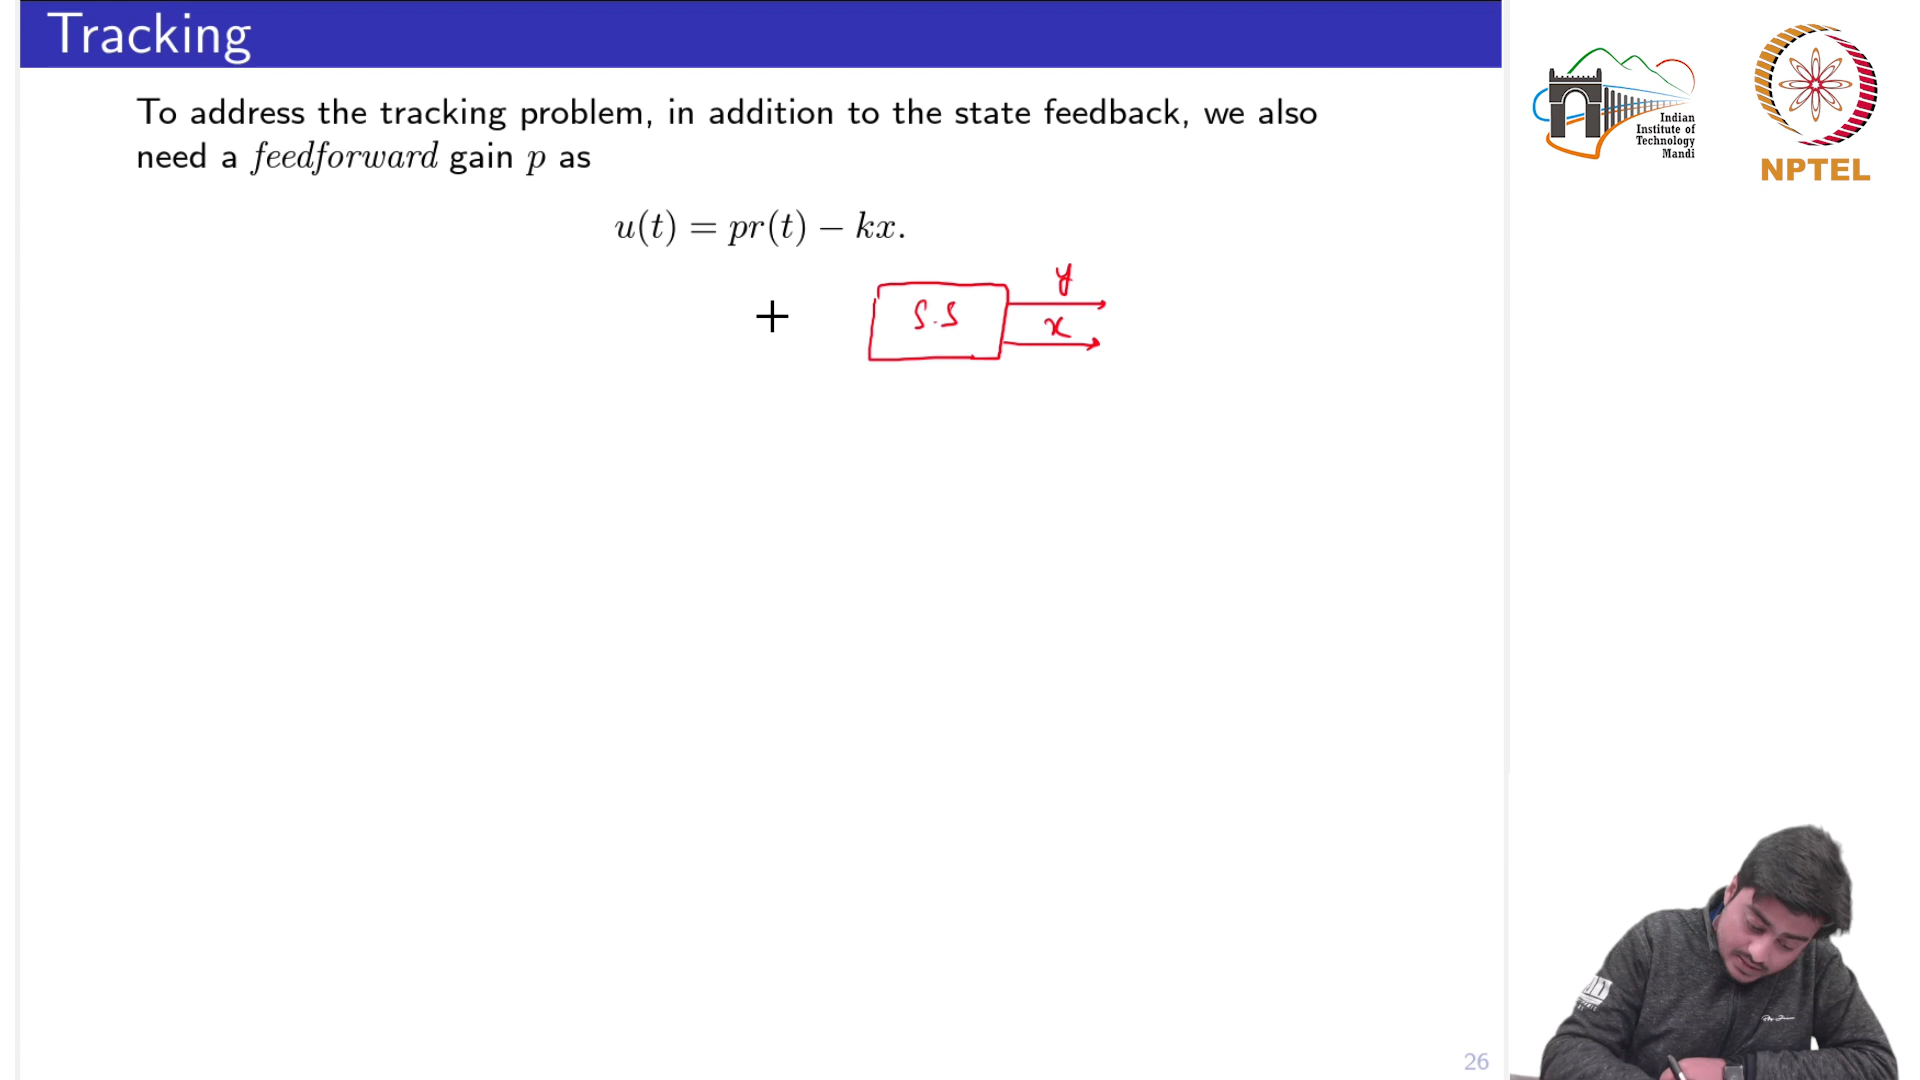 Tracking
To address the tracking problem, in addition to the state feedback, we also
need a feedforward gain p as
u(t) = pr(t) − kx.
y
S.S
x
Indian
Institute of
Technology
Mandi
NPTEL
26